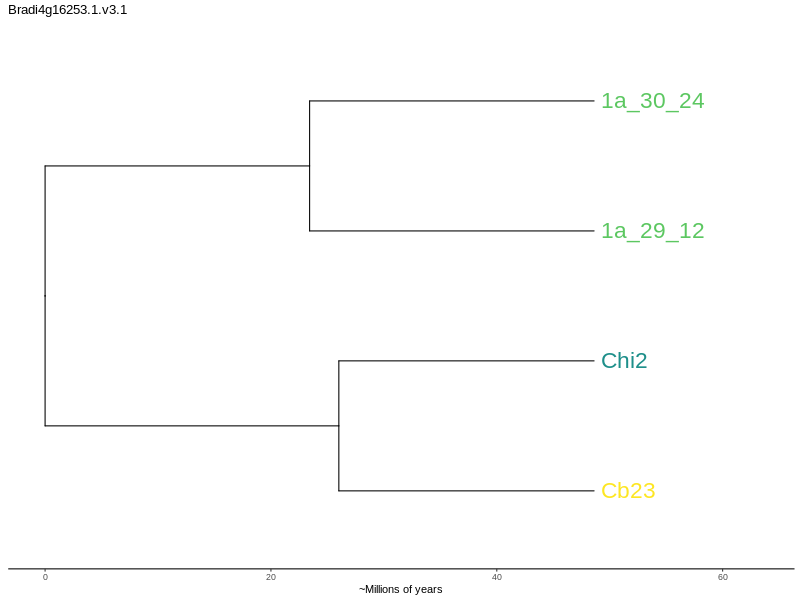 Bradi4g16253.1.v3.1
1a_30_24
1a_29_12
Chi2
Cb23
0 20 40 60
~Millions of years